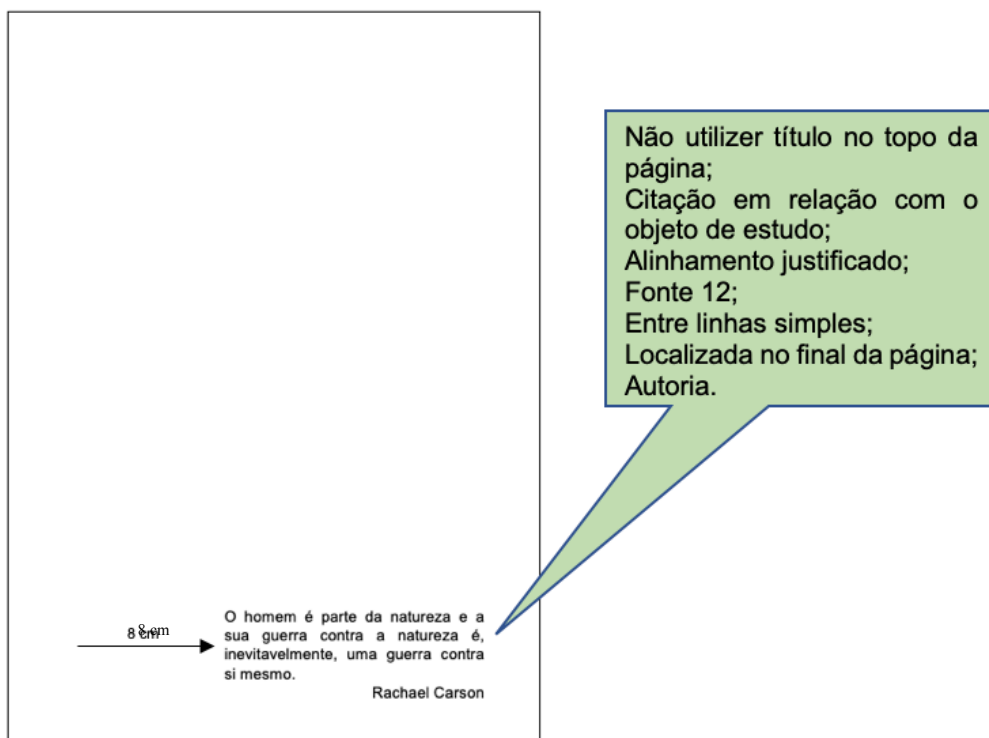 Não utilizer título no topo da
página;
Citação em relação com o
objeto de estudo;
Alinhamento justificado;
Fonte 12;
Entre linhas simples;
Localizada no final da página;
Autoria.
8 cm
8 cm
O homem é parte da natureza e a
sua guerra contra a natureza é,
inevitavelmente, uma guerra contra
si mesmo.
Rachael Carson